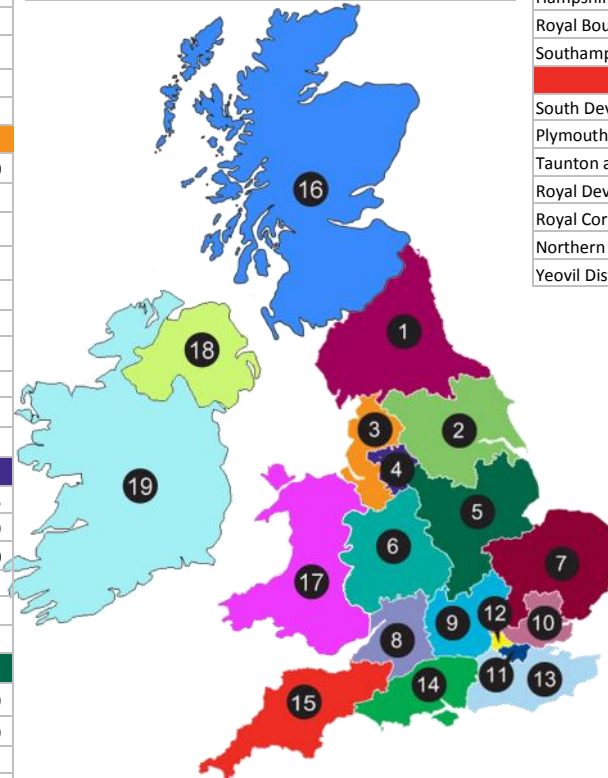 Royal Bou
Southamp
South Dev
Plymouth
Taunton a
Royal Dev
Royal Cor
Northern
Yeovil Dis
16
1
18
3
2
4
19
5
6
7
17
12
10
9
8
11
13
14
15